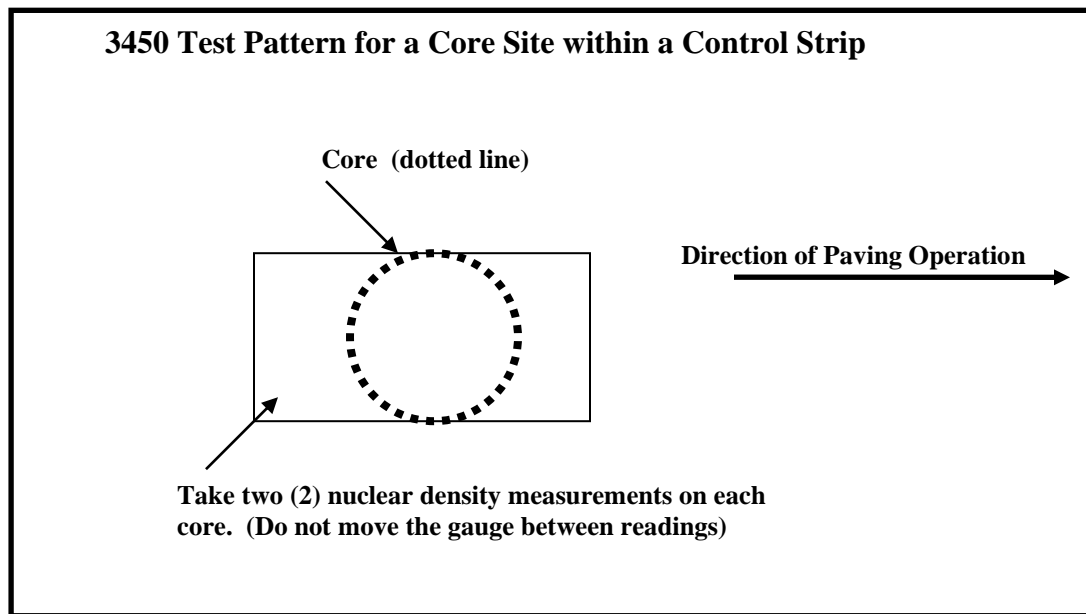 3450 Test Pattern for a Core Site within a Control Strip
Core (dotted line)
Direction of Paving Operation
Take two (2) nuclear density measurements on each
core. (Do not move the gauge between readings)